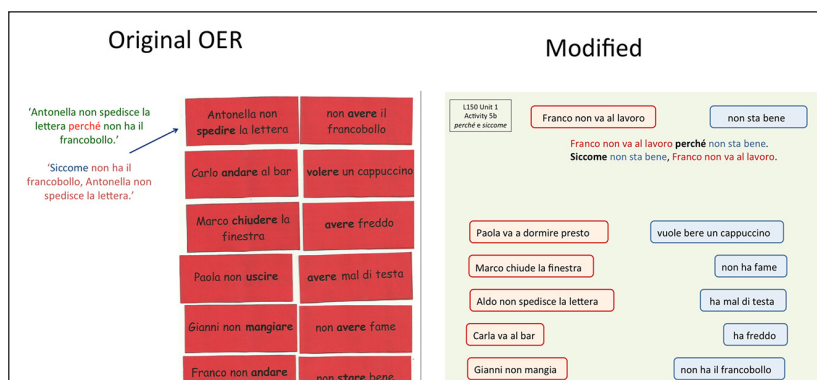 Original OER
Modified
'Antonella non spedisce la
lettera perché non ha il
francobollo.'
'Siccome non ha il
francobollo, Antonella non
spedisce la lettera.'
Antonella non
spedire la lettera
non avere il
francobollo
Carlo andare al bar
volere un cappuccino
Marco chiudere la
finestra
avere freddo
Paola non uscire
avere mal di testa
Gianni non mangiare
non avere fame
Franco non andare
non stare bene
L150 Unit 1
Activity 5b
perché e siccome
Franco non va al lavoro
non sta bene
Franco non va al lavoro perché non sta bene.
Siccome non sta bene, Franco non va al lavoro.
Paola va a dormire presto
vuole bere un cappuccino
Marco chiude la finestra
non ha fame
Aldo non spedisce la lettera
ha mal di testa
Carla va al bar
ha freddo
Gianni non mangia
non ha il francobollo